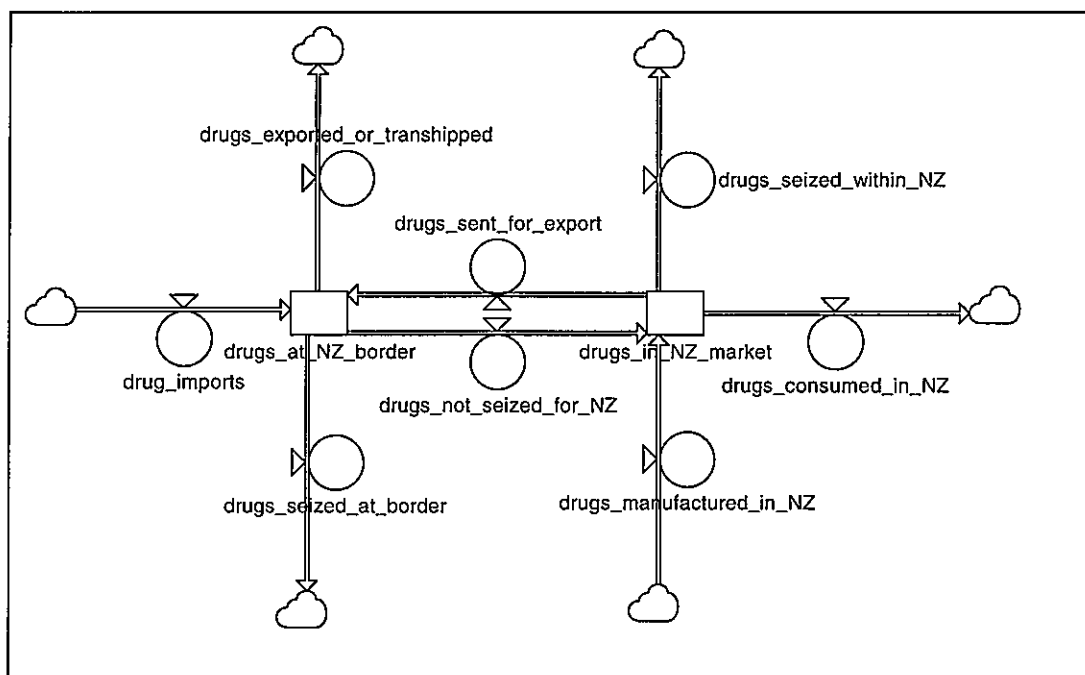 drugs_exported_or_transhipped
drugs_seized_within_NZ
drugs_sent_for_export
drugs_at_NZ_border
drugs_in_NZ_market
drug_imports
drugs_consumed_in_NZ
drugs_not_seized_for_NZ
drugs_seized_at_border
drugs_manufactured_in_NZ